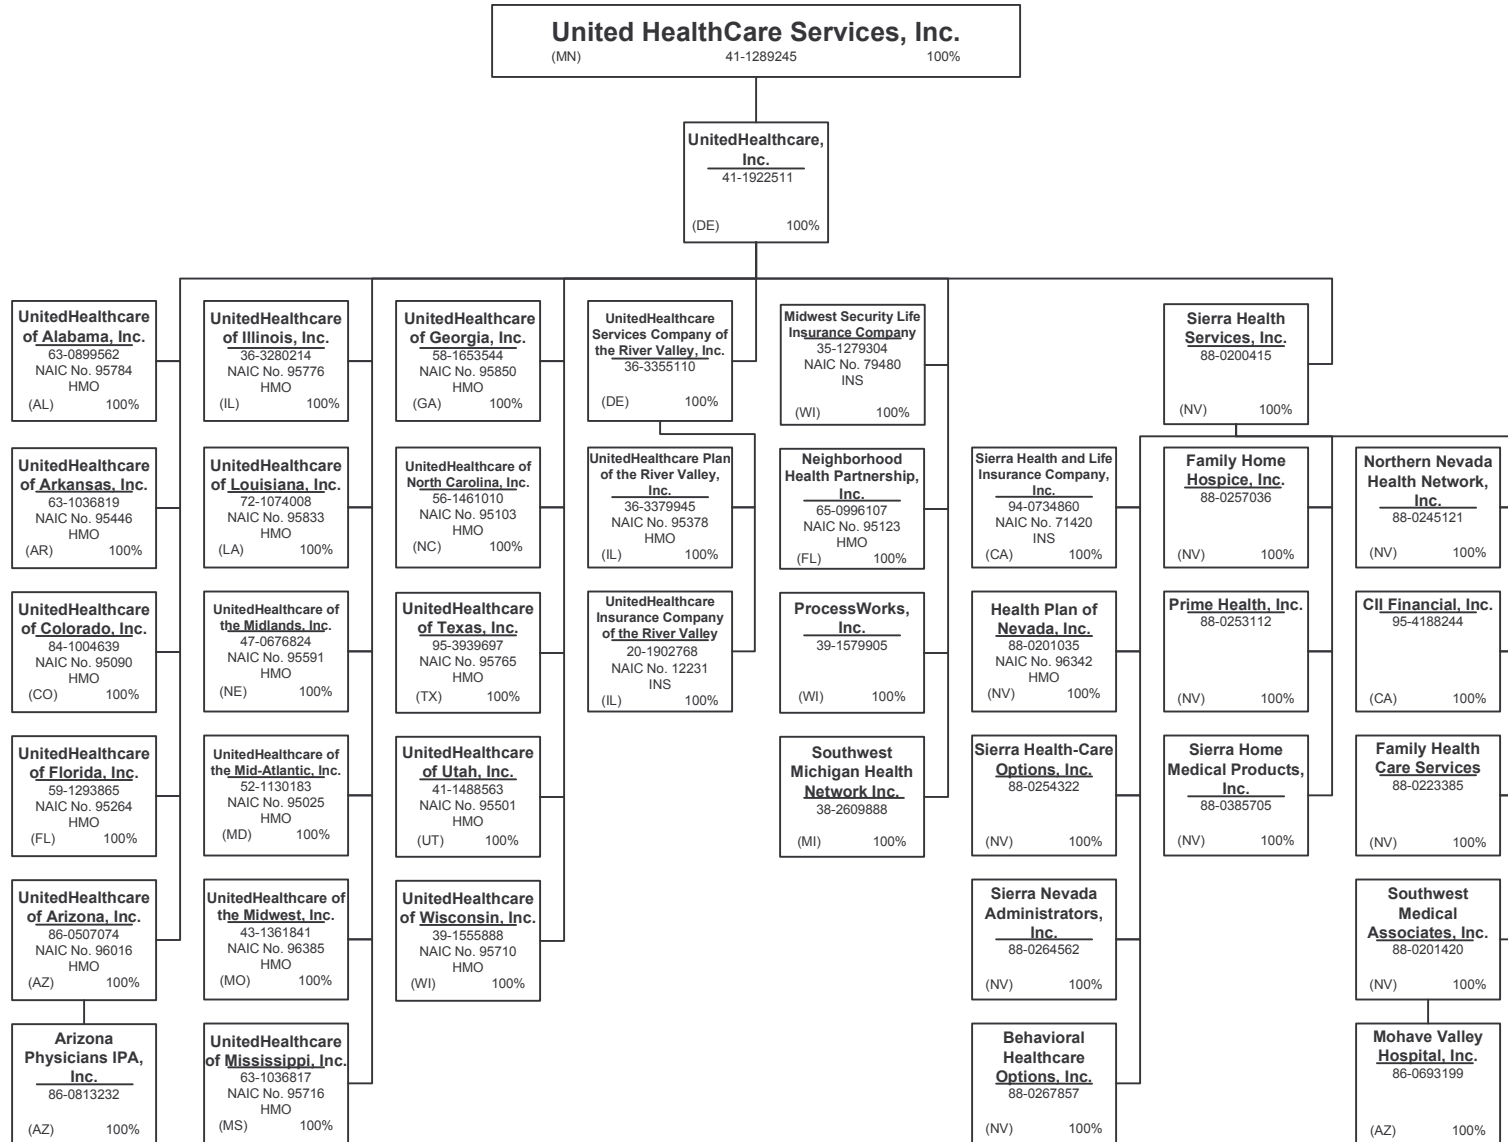 United HealthCare Services, Inc.
(MN) 41-1289245 100%
UnitedHealthcare,
Inc.
41-1922511
(DE) 100%
UnitedHealthcare
of Alabama, Inc.
63-0899562
NAIC No. 95784
HMO
(AL) 100%
UnitedHealthcare
of Illinois, Inc.
36-3280214
NAIC No. 95776
HMO
(IL) 100%
UnitedHealthcare
of Georgia, Inc.
58-1653544
NAIC No. 95850
HMO
(GA) 100%
UnitedHealthcare
Services Company of
the River Valley, Inc.
36-3355110
(DE) 100%
Midwest Security Life
Insurance Company
35-1279304
NAIC No. 79480
INS
(WI) 100%
Sierra Health
Services, Inc.
88-0200415
(NV) 100%
UnitedHealthcare
of Arkansas, Inc.
63-1036819
NAIC No. 95446
HMO
(AR) 100%
UnitedHealthcare
of Louisiana, Inc.
72-1074008
NAIC No. 95833
HMO
(LA) 100%
UnitedHealthcare of
North Carolina, Inc.
56-1461010
NAIC No. 95103
HMO
(NC) 100%
UnitedHealthcare Plan
of the River Valley,
Inc.
36-3379945
NAIC No. 95378
HMO
(IL) 100%
Neighborhood
Health Partnership,
Inc.
65-0996107
NAIC No. 95123
HMO
(FL) 100%
Sierra Health and Life
Insurance Company,
Inc.
94-0734860
NAIC No. 71420
INS
(CA) 100%
Family Home
Hospice, Inc.
88-0257036
(NV) 100%
Northern Nevada
Health Network,
Inc.
88-0245121
(NV) 100%
UnitedHealthcare
of Colorado, Inc.
84-1004639
NAIC No. 95090
HMO
(CO) 100%
UnitedHealthcare of
the Midlands, Inc.
47-0676824
NAIC No. 95591
HMO
(NE) 100%
UnitedHealthcare
of Texas, Inc.
95-3939697
NAIC No. 95765
HMO
(TX) 100%
UnitedHealthcare
Insurance Company
of the River Valley
20-1902768
NAIC No. 12231
INS
(IL) 100%
ProcessWorks,
Inc.
39-1579905
(WI) 100%
Health Plan of
Nevada, Inc.
88-0201035
NAIC No. 96342
HMO
(NV) 100%
Prime Health, Inc.
88-0253112
(NV) 100%
CII Financial, Inc.
95-4188244
(CA) 100%
UnitedHealthcare
of Florida, Inc.
59-1293865
NAIC No. 95264
HMO
(FL) 100%
UnitedHealthcare of
the Mid-Atlantic, Inc.
52-1130183
NAIC No. 95025
HMO
(MD) 100%
UnitedHealthcare
of Utah, Inc.
41-1488563
NAIC No. 95501
HMO
(UT) 100%
Southwest
Michigan Health
Network Inc.
38-2609888
(MI) 100%
Sierra Health-Care
Options, Inc.
88-0254322
(NV) 100%
Sierra Home
Medical Products,
Inc.
88-0385705
(NV) 100%
Family Health
Care Services
88-0223385
(NV) 100%
UnitedHealthcare
of Arizona, Inc.
86-0507074
NAIC No. 96016
HMO
(AZ) 100%
UnitedHealthcare of
the Midwest, Inc.
43-1361841
NAIC No. 96385
HMO
(MO) 100%
UnitedHealthcare
of Wisconsin, Inc.
39-1555888
NAIC No. 95710
HMO
(WI) 100%
Sierra Nevada
Administrators,
Inc.
88-0264562
(NV) 100%
Southwest
Medical
Associates, Inc.
88-0201420
(NV) 100%
Arizona
Physicians IPA,
Inc.
86-0813232
(AZ) 100%
UnitedHealthcare
of Mississippi, Inc.
63-1036817
NAIC No. 95716
HMO
(MS) 100%
Behavioral
Healthcare
Options, Inc.
88-0267857
(NV) 100%
Mohave Valley
Hospital, Inc.
86-0693199
(AZ) 100%